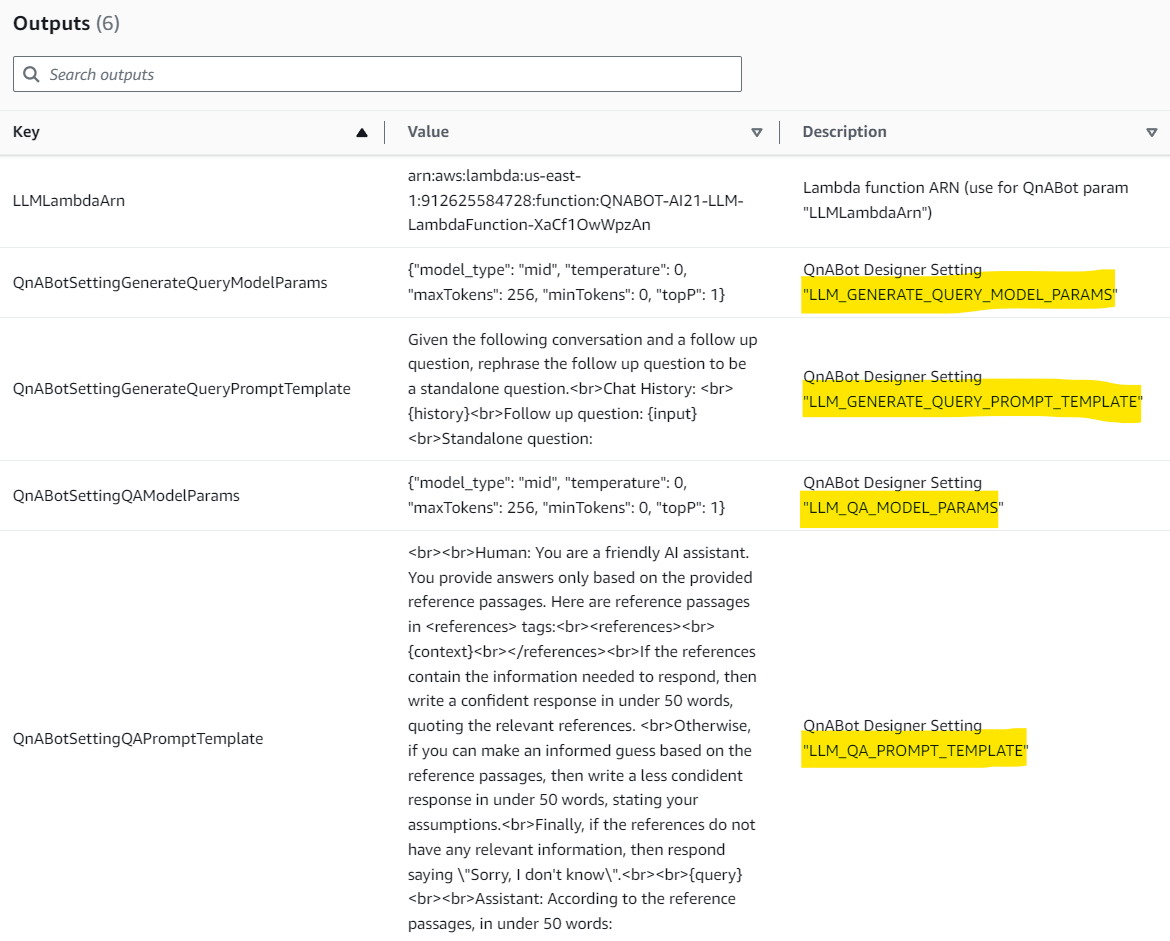 Outputs (6)
Search outputs
Key
Value
Description
LLMLambdaArn
arn:aws:lambda:us-east-
1:912625584728:function:QNABOT-AI21-LLM-
LambdaFunction-XaCf1OwWpzAn
Lambda function ARN (use for QnABot param
"LLMLambdaArn")
QnABotSettingGenerateQueryModelParams
{"model_type": "mid", "temperature": 0,
"maxTokens": 256, "minTokens": 0, "topP": 1}
QnABot Designer Setting
"LLM_GENERATE_QUERY_MODEL_PARAMS"
QnABotSettingGenerateQueryPromptTemplate
Given the following conversation and a follow up
question, rephrase the follow up question to be
a standalone question.<br>Chat History: <br>
{history}<br>Follow up question: {input}
<br>Standalone question:
QnABot Designer Setting
"LLM_GENERATE_QUERY_PROMPT_TEMPLATE"
QnABotSettingQAModelParams
{"model_type": "mid", "temperature": 0,
"maxTokens": 256, "minTokens": 0, "topP": 1}
QnABot Designer Setting
"LLM_QA_MODEL_PARAMS"
QnABotSettingQAPromptTemplate
<br><br>Human: You are a friendly AI assistant.
You provide answers only based on the provided
reference passages. Here are reference passages
in <references> tags:<br><references><br>
{context}<br></references><br>If the references
contain the information needed to respond, then
write a confident response in under 50 words,
quoting the relevant references. <br>Otherwise,
if you can make an informed guess based on the
reference passages, then write a less condident
response in under 50 words, stating your
assumptions.<br>Finally, if the references do not
have any relevant information, then respond
saying \"Sorry, I don't know\".<br><br>{query}
<br><br>Assistant: According to the reference
passages, in under 50 words:
QnABot Designer Setting
"LLM_QA_PROMPT_TEMPLATE"